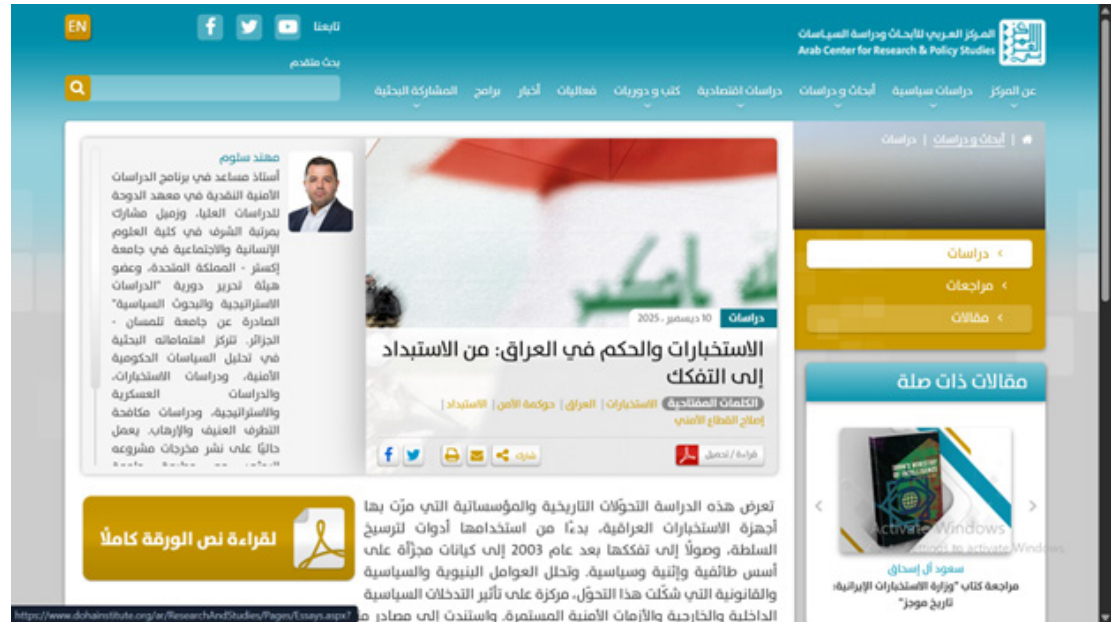 المركز العربي للأبحاث ودراسة السياسات
Arab Center for Research & Policy Studies
تابعنا
EN
بحث متقدم
عن المركز
دراسات سياسية
أبحاث و دراسات
دراسات اقتصادية
كتب و دوريات
فعاليات
أخبار
برامج
المشاركة البحثية
أبحاث و دراسات | دراسات
دراسات
مراجعات
مقالات
مقالات ذات صلة
سعود آل إسحاق
مراجعة كتاب "وزارة الاستخبارات الإيرانية:
تاريخ موجز"
الله أكبر
دراسات
10 ديسمبر ، 2025
الاستخبارات والحكم في العراق: من الاستبداد
إلى التفكك
الكلمات المفتاحية الاستخبارات | العراق | حوكمة الأمن | الاستبداد |
إصلاح القطاع الأمني
قراءة / تحميل
شارك
مهند سلوم
أستاذ مساعد في برنامج الدراسات
الأمنية النقدية في معهد الدوحة
للدراسات العليا، وزميل مشارك
بمرتبة الشرف في كلية العلوم
الإنسانية والاجتماعية في جامعة
إكستر - المملكة المتحدة، وعضو
هيئة تحرير دورية "الدراسات
الاستراتيجية والبحوث السياسية"
الصادرة عن جامعة تلمسان -
الجزائر. تتركز اهتماماته البحثية
في تحليل السياسات الحكومية
الأمنية، ودراسات الاستخبارات،
والدراسات العسكرية
والاستراتيجية، ودراسات مكافحة
التطرف العنيف والإرهاب. يعمل
حاليًا على نشر مخرجات مشروعه
لقراءة نص الورقة كاملًا
تعرض هذه الدراسة التحوّلات التاريخية والمؤسساتية التي مرّت بها
أجهزة الاستخبارات العراقية، بدءًا من استخدامها أدوات لترسيخ
السلطة، وصولًا إلى تفككها بعد عام 2003 إلى كيانات مجزّأة على
أسس طائفية وإثنية وسياسية. وتحلل العوامل البنيوية والسياسية
والقانونية التي شكّلت هذا التحوّل، مركزة على تأثير التدخلات السياسية
الداخلية والخارجية والأزمات الأمنية المستمرة. واستندت إلى مصادر
Activate Windows
settings to activate Windows
https://www.dohainstitute.org/ar/ResearchAndStudies/Pages/Essays.aspx?